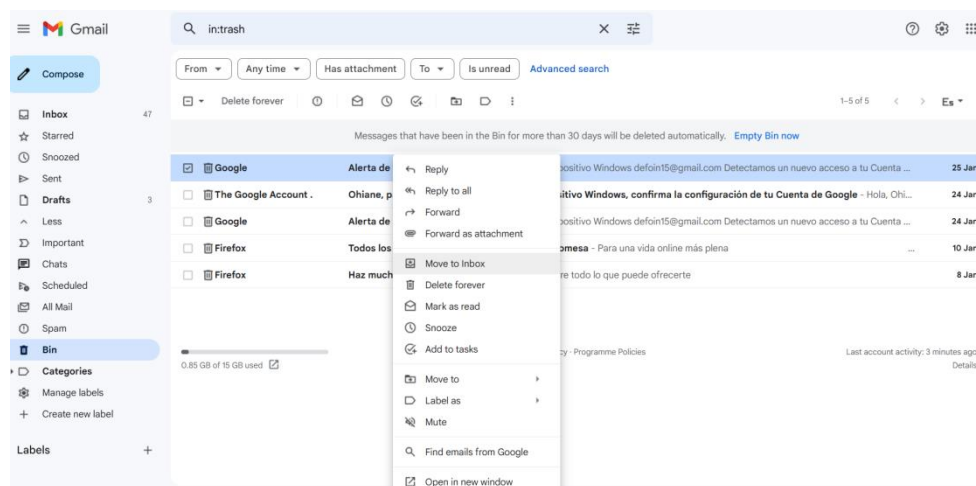 Gmail
in:trash
Compose
From
Any time
Has attachment
To
Is unread
Advanced search
Delete forever
1–5 of 5
Es
Messages that have been in the Bin for more than 30 days will be deleted automatically. Empty Bin now
Inbox 47
Starred
Snoozed
Sent
Drafts 3
Less
Important
Chats
Scheduled
All Mail
Spam
Bin
Categories
Manage labels
Create new label
Labels
Google Alerta de positivo Windows defoin15@gmail.com Detectamos un nuevo acceso a tu Cuenta ... 25 Jan
The Google Account . Ohiane, p sitivo Windows, confirma la configuración de tu Cuenta de Google - Hola, Ohi... 24 Jan
Google Alerta de positivo Windows defoin15@gmail.com Detectamos un nuevo acceso a tu Cuenta ... 24 Jan
Firefox Todos los omesa - Para una vida online más plena ... 10 Jan
Firefox Haz much re todo lo que puede ofrecerte 8 Jan
Reply
Reply to all
Forward
Forward as attachment
Move to Inbox
Delete forever
Mark as read
Snooze
Add to tasks
Move to
Label as
Mute
Find emails from Google
Open in new window
0.85 GB of 15 GB used
cy · Programme Policies
Last account activity: 3 minutes ago
Details